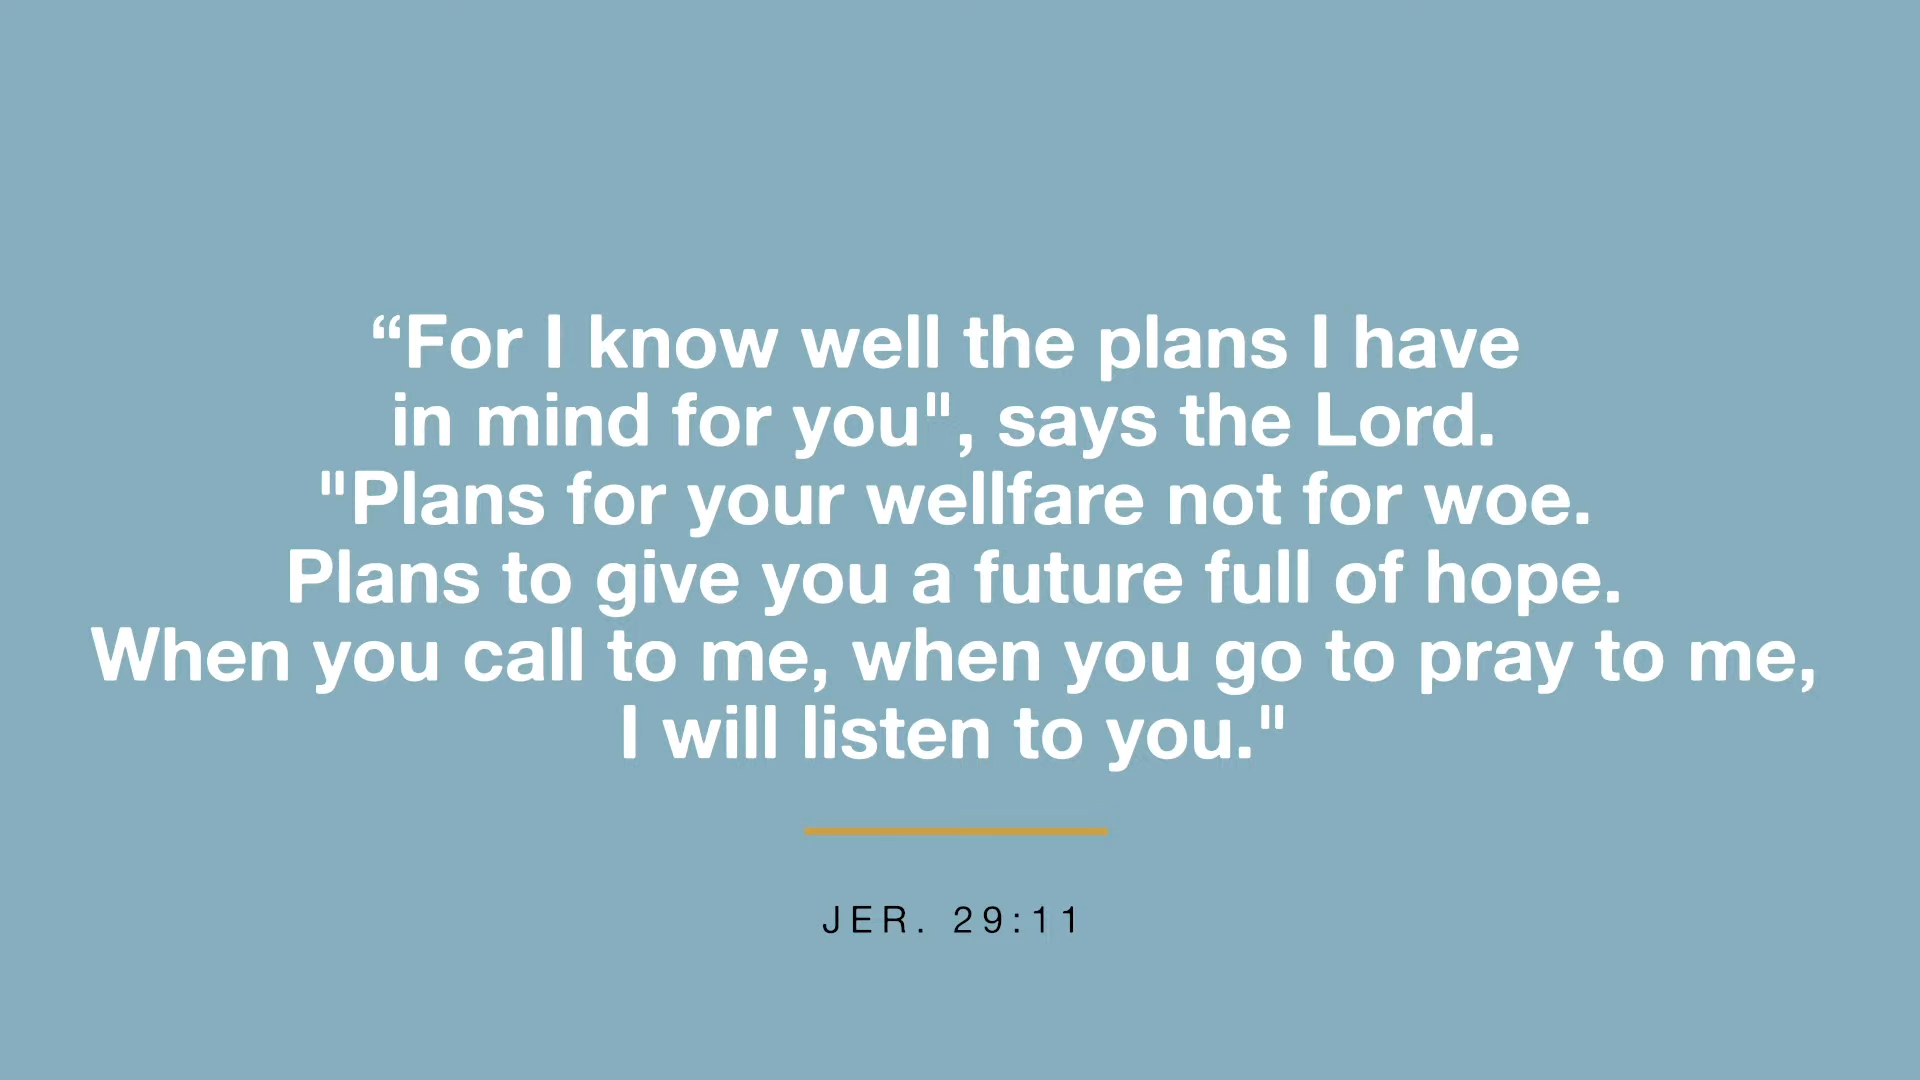 “For I know well the plans I have
in mind for you", says the Lord.
"Plans for your wellfare not for woe.
Plans to give you a future full of hope.
When you call to me, when you go to pray to me,
I will listen to you."
JER. 29:11